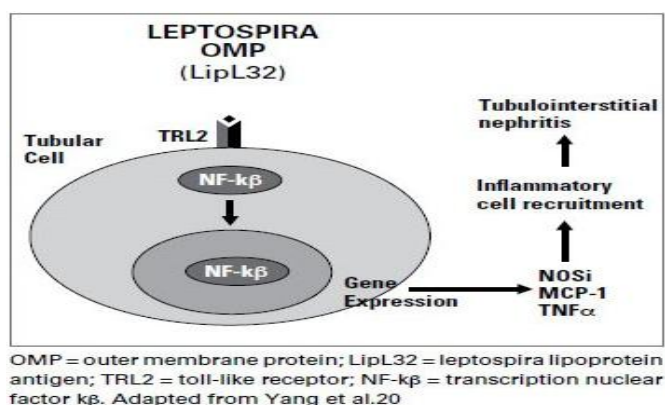 LEPTOSPIRA
OMP
(LipL32)
Tubular
Cell
TRL2
NF-kβ
NF-kβ
Gene
Expression
NOSi
MCP-1
TNFα
Inflammatory
cell recruitment
Tubulointerstitial
nephritis
OMP = outer membrane protein; LipL32 = leptospira lipoprotein
antigen; TRL2 = toll-like receptor; NF-kβ = transcription nuclear
factor kβ. Adapted from Yang et al.20